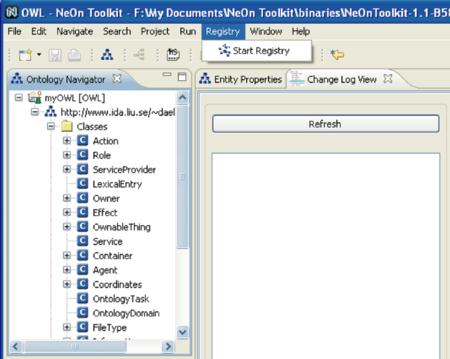 OWL - NeOn Toolkit - F:\My Documents\NeOn Toolkit\binaries\NeOnToolkit-1.1-B5
File Edit Navigate Search Project Run Registry Window Help
Start Registry
Ontology Navigator
Entity Properties Change Log View
myOWL [OWL]
http://www.ida.liu.se/~dael
Classes
Action
Role
ServiceProvider
LexicalEntry
Owner
Effect
OwnableThing
Service
Container
Agent
Coordinates
OntologyTask
OntologyDomain
FileType
Refresh